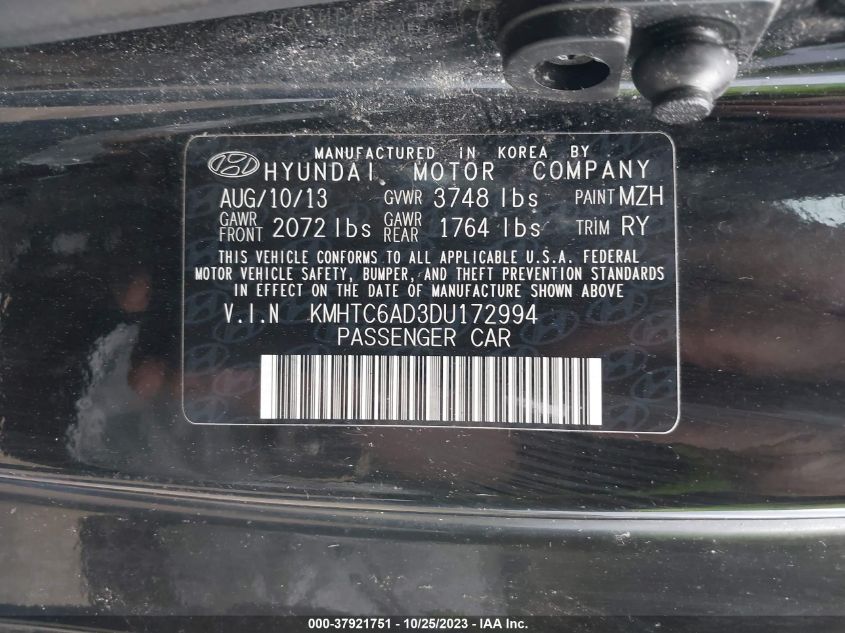 MANUFACTURED IN KOREA BY
HYUNDAI MOTOR COMPANY
AUG/10/13 GVWR 3748 lbs PAINT MZH
GAWR FRONT 2072 lbs GAWR REAR 1764 lbs TRIM RY
THIS VEHICLE CONFORMS TO ALL APPLICABLE U.S.A. FEDERAL
MOTOR VEHICLE SAFETY, BUMPER, AND THEFT PREVENTION STANDARDS
IN EFFECT ON THE DATE OF MANUFACTURE SHOWN ABOVE
V.I.N KMHTC6AD3DU172994
PASSENGER CAR
000-37921751 - 10/25/2023 - IAA Inc.